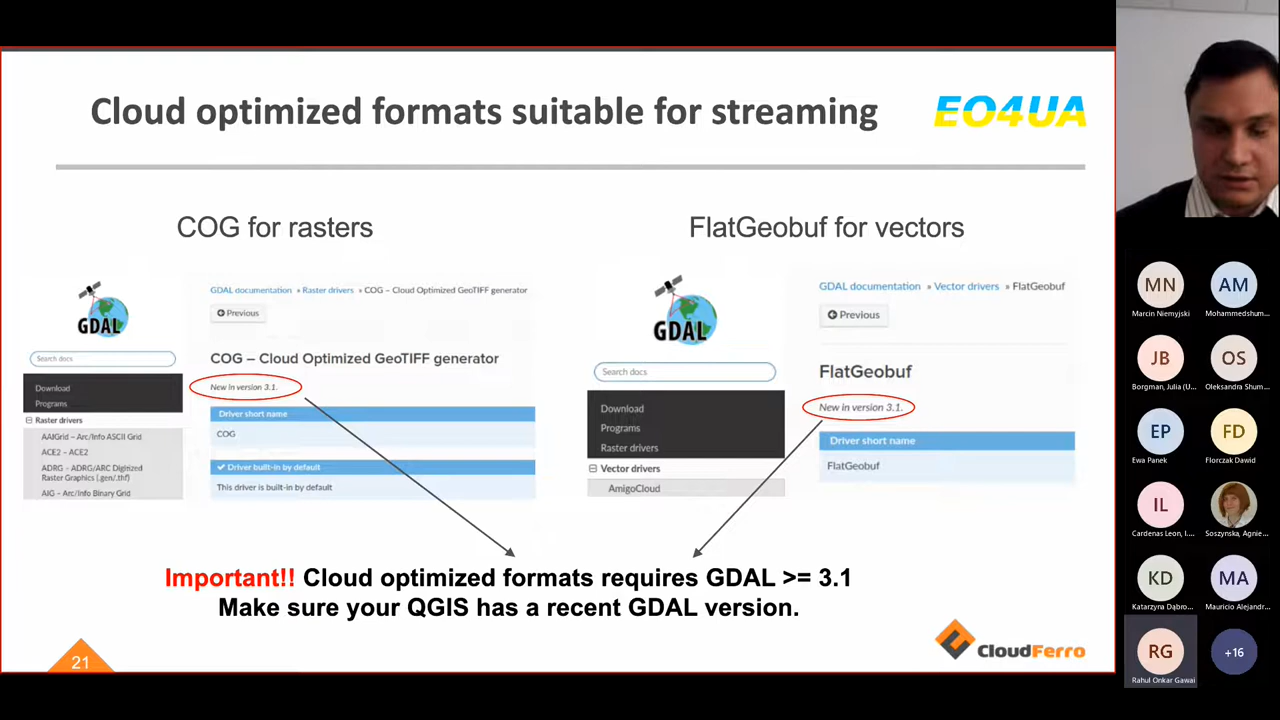 Cloud optimized formats suitable for streaming
EO4UA
COG for rasters
FlatGeobuf for vectors
GDAL
Search docs
Download
Programs
Raster drivers
AAIGrid – Arc/Info ASCII Grid
ACE2 – ACE2
ADRG – ADRG/ARC Digitized
Raster Graphics (.gen/.thf)
AIG – Arc/Info Binary Grid
GDAL documentation » Raster drivers » COG – Cloud Optimized GeoTIFF generator
Previous
COG – Cloud Optimized GeoTIFF generator
New in version 3.1.
Driver short name
COG
Driver built-in by default
This driver is built-in by default
GDAL
Search docs
Download
Programs
Raster drivers
Vector drivers
AmigoCloud
GDAL documentation » Vector drivers » FlatGeobuf
Previous
FlatGeobuf
New in version 3.1.
Driver short name
FlatGeobuf
Important!! Cloud optimized formats requires GDAL >= 3.1
Make sure your QGIS has a recent GDAL version.
21
CloudFerro
MN
Marcin Niemyjski
AM
Mohammedshum...
JB
Borgman, Julia (U...
OS
Oleksandra Shum...
EP
Ewa Panek
FD
Florczak Dawid
IL
Cardenas Leon, I...
Soszynska, Agnie...
KD
Katarzyna Dąbro...
MA
Mauricio Alejandr...
RG
Rahul Onkar Gawai
+16